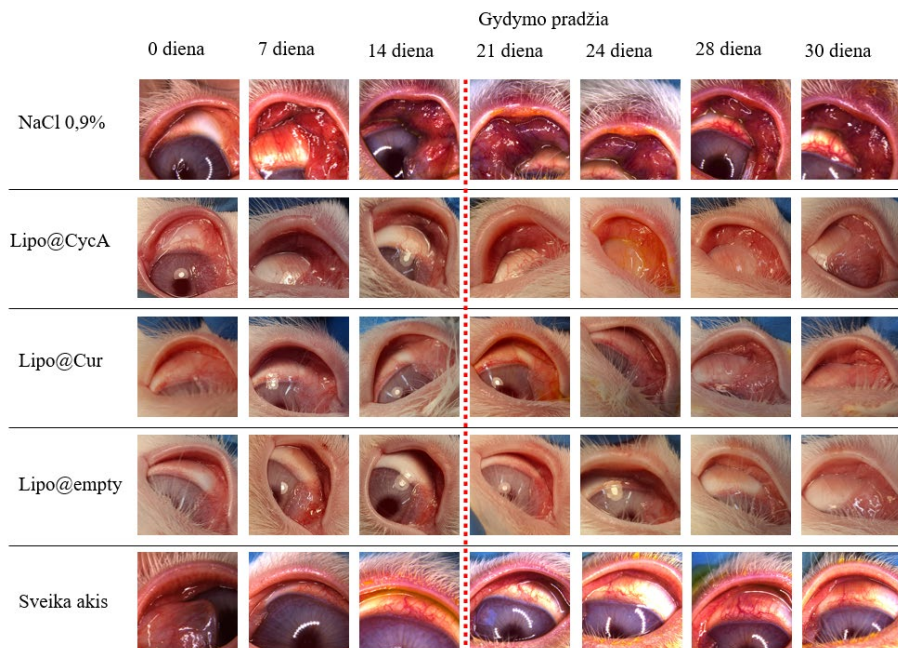 Gydymo pradžia
0 diena 7 diena 14 diena 21 diena 24 diena 28 diena 30 diena
NaCl 0,9%
Lipo@CycA
Lipo@Cur
Lipo@empty
Sveika akis